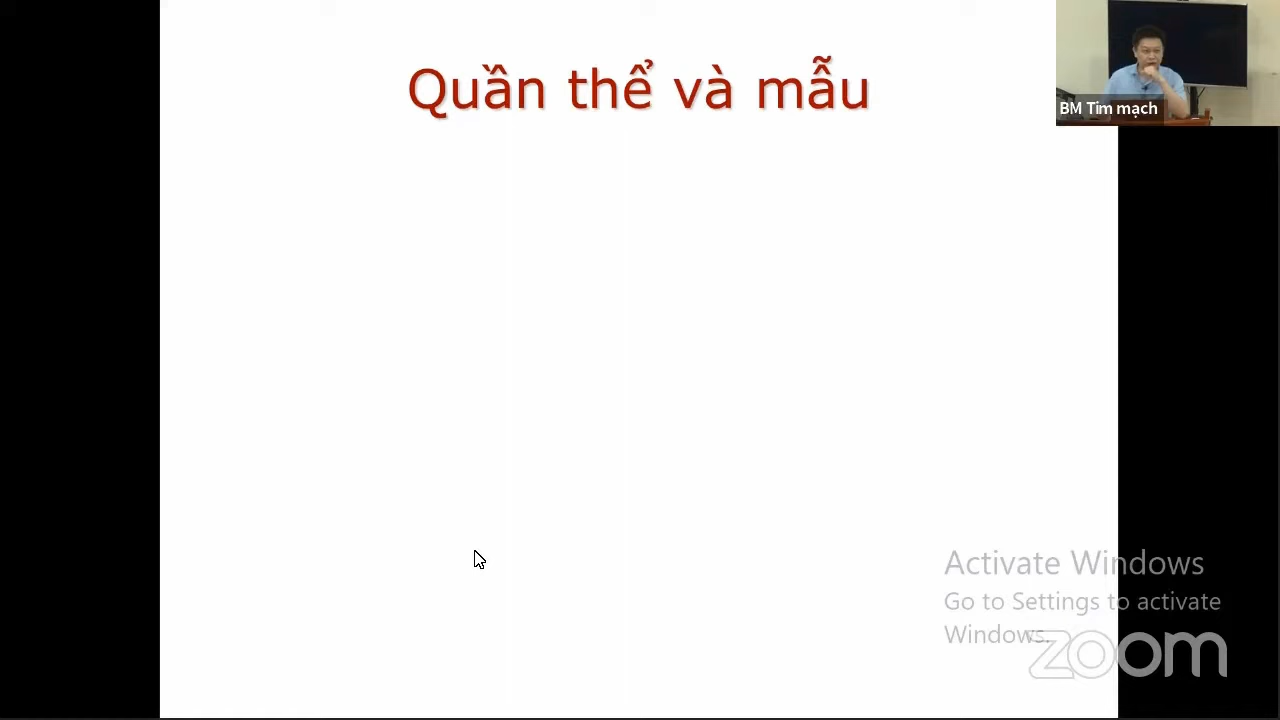 Quần thể và mẫu
BM Tim mạch
Activate Windows
Go to Settings to activate
Windows.
zoom